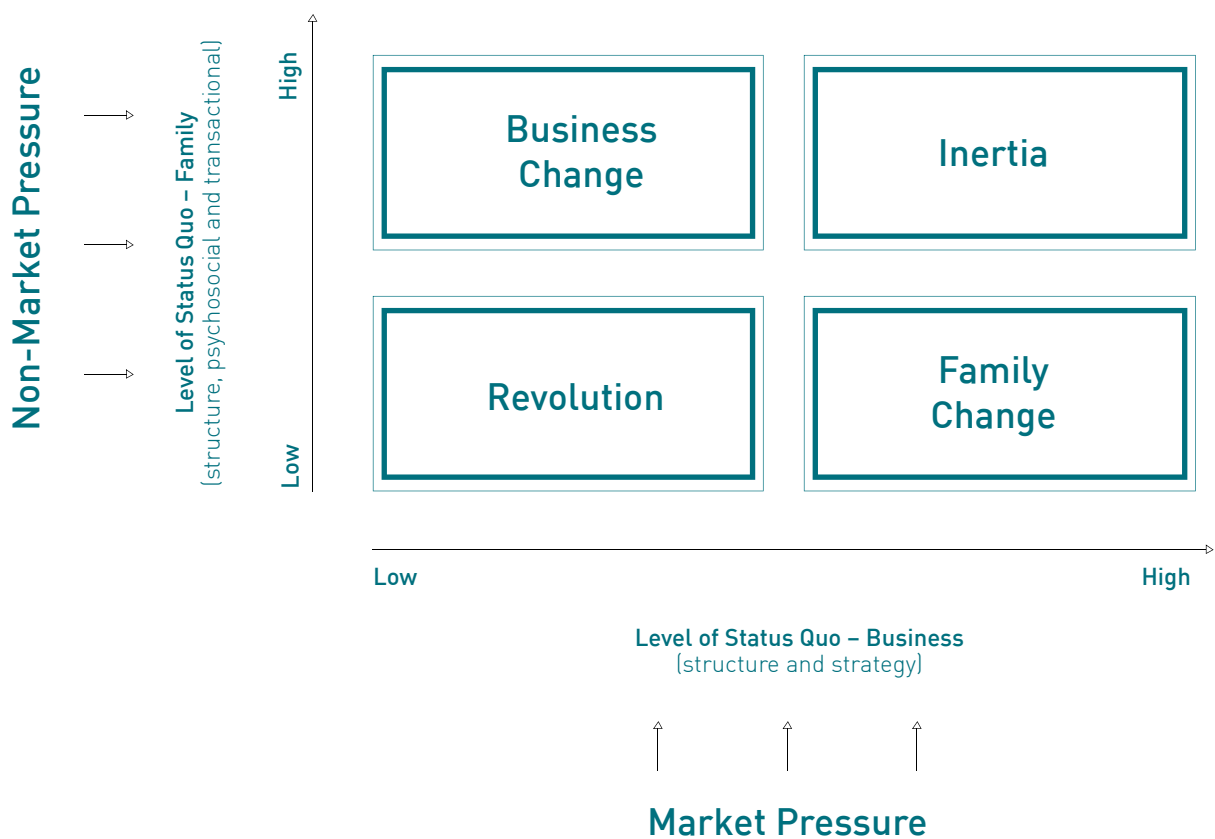 Non-Market Pressure
Level of Status Quo – Family
(structure, psychosocial and transactional)
High
Low
Business
Change
Inertia
Revolution
Family
Change
Low
High
Level of Status Quo – Business
(structure and strategy)
Market Pressure